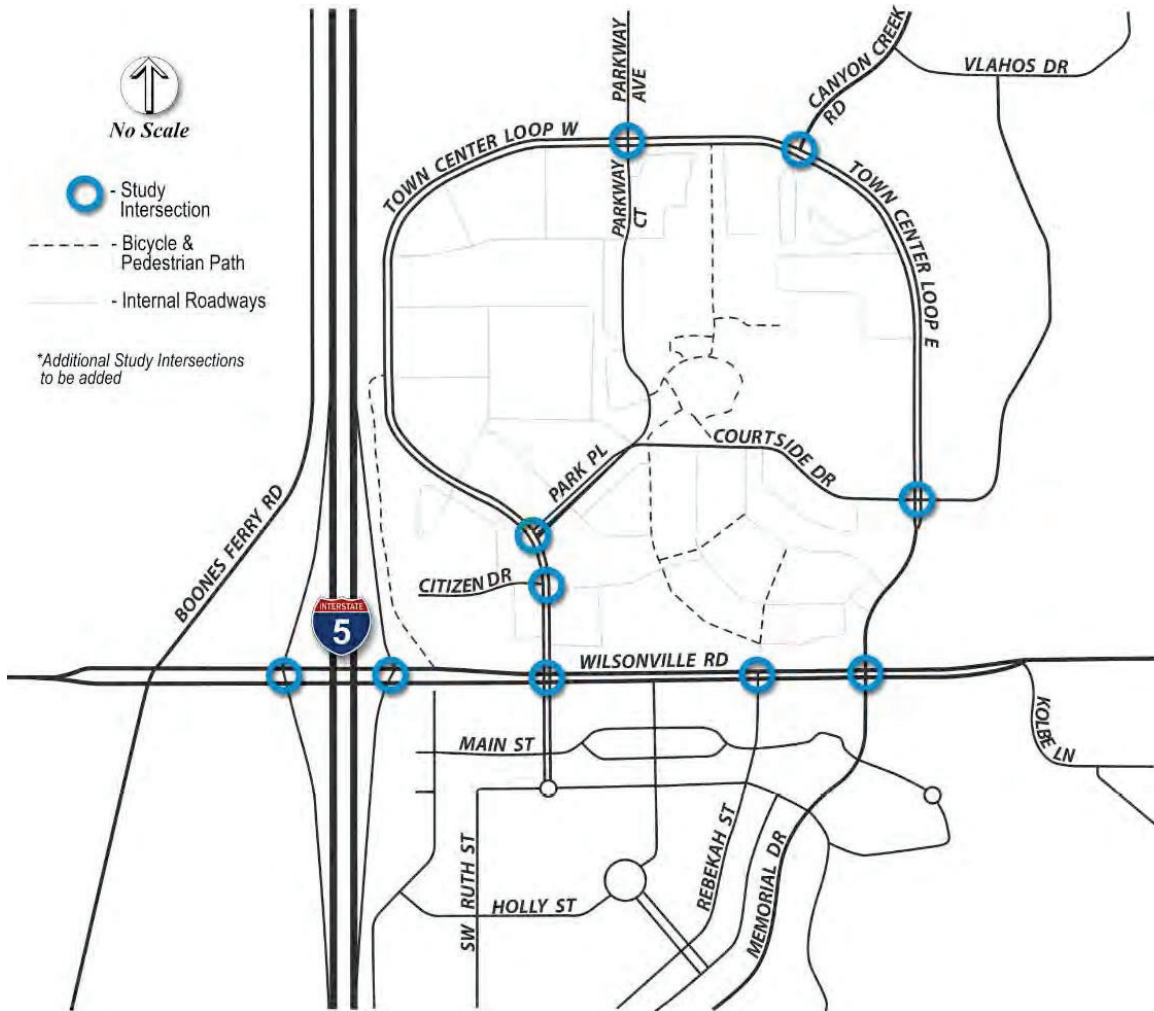 No Scale
- Study
Intersection
- Bicycle &
Pedestrian Path
- Internal Roadways
*Additional Study Intersections
to be added
PARKWAY
AVE
CANYON CREEK
RD
VLAHOS DR
TOWN CENTER LOOP W
PARKWAY
CT
TOWN CENTER LOOP E
COURTSIDE DR
PARK PL
BOONES FERRY RD
CITIZEN DR
INTERSTATE
5
WILSONVILLE RD
KOLBE
LN
MAIN ST
SW RUTH ST
HOLLY ST
REBEKAH ST
MEMORIAL DR